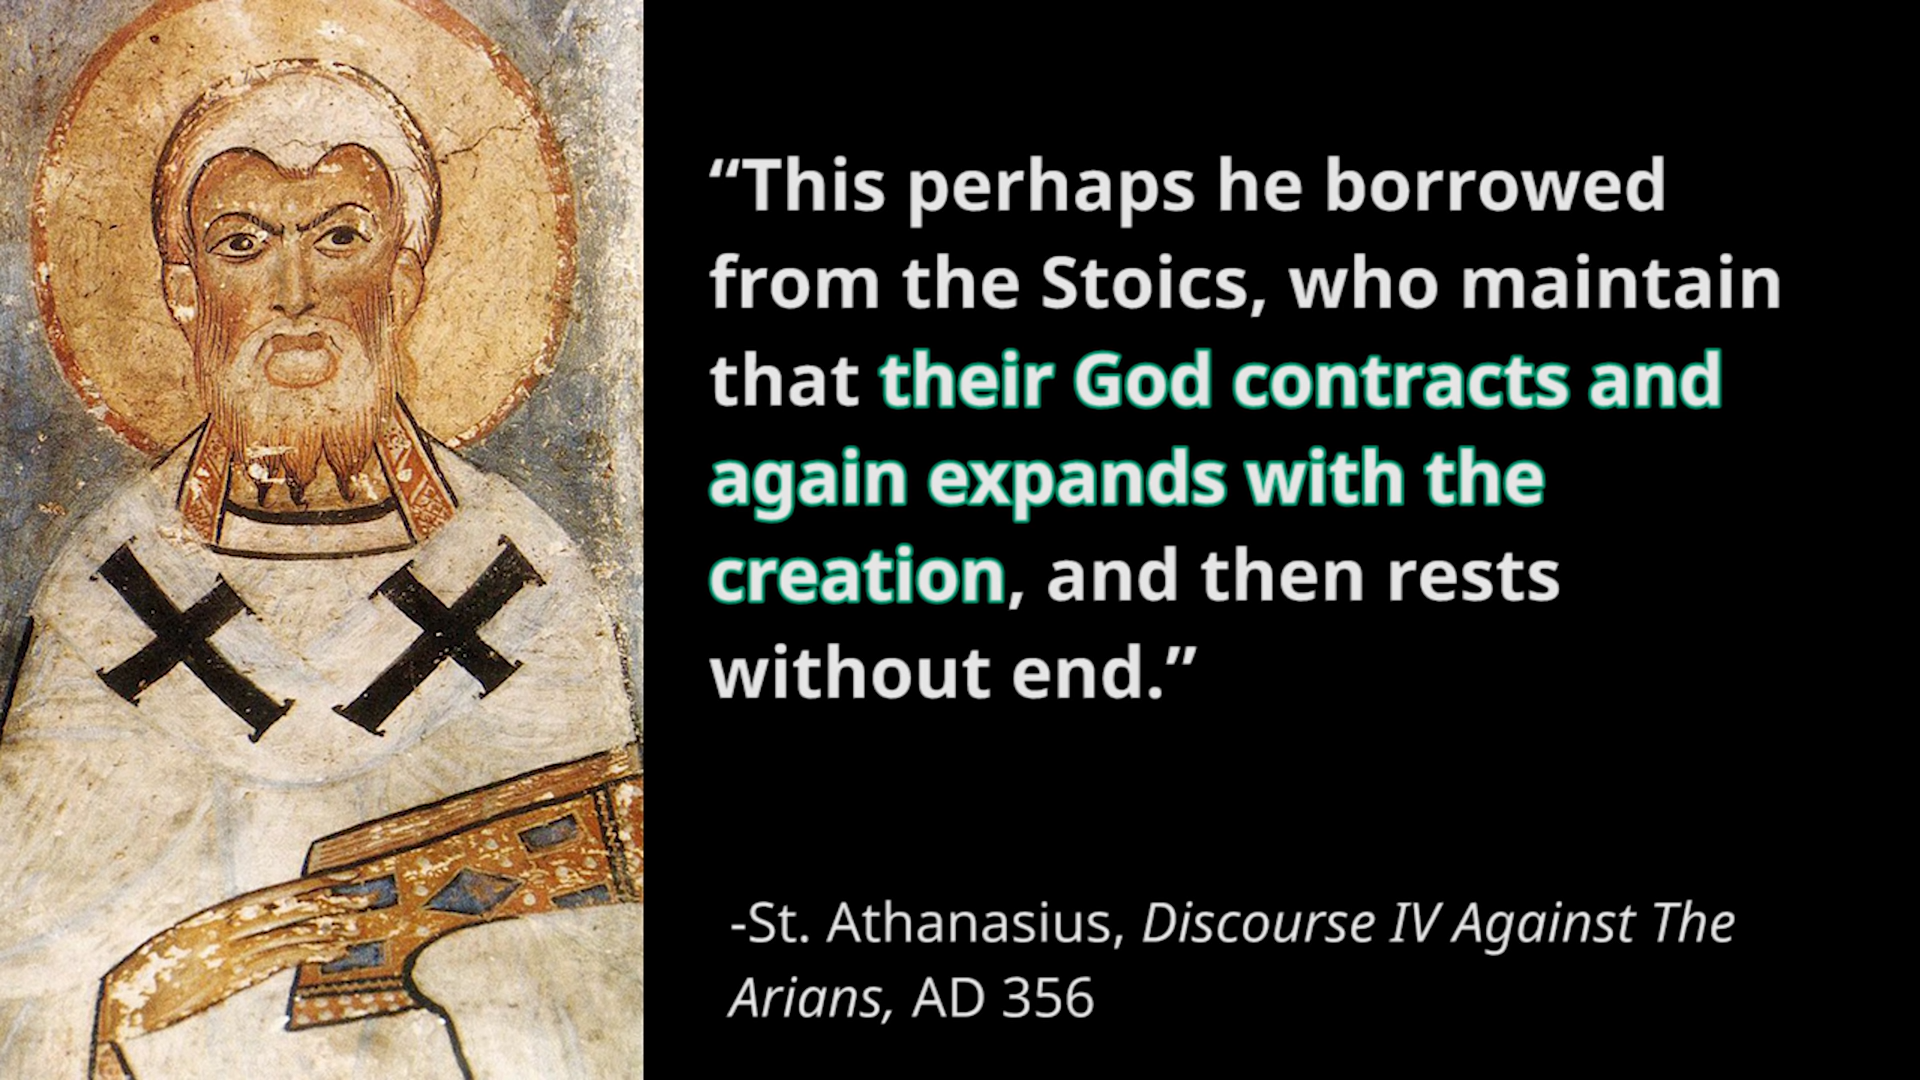 “This perhaps he borrowed
from the Stoics, who maintain
that their God contracts and
again expands with the
creation, and then rests
without end.”
-St. Athanasius, Discourse IV Against The
Arians, AD 356